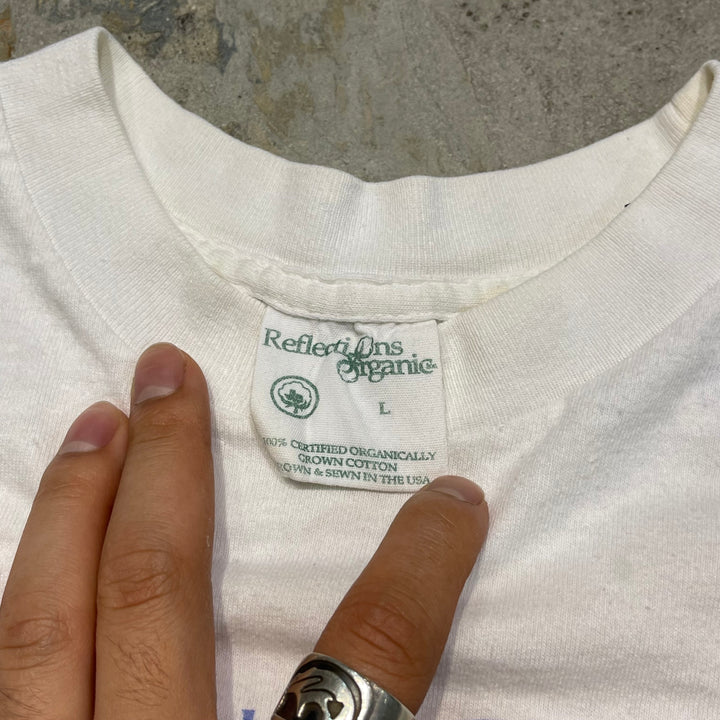 Reflections
Organic
L
100% CERTIFIED ORGANICALLY
GROWN COTTON
GROWN & SEWN IN THE USA